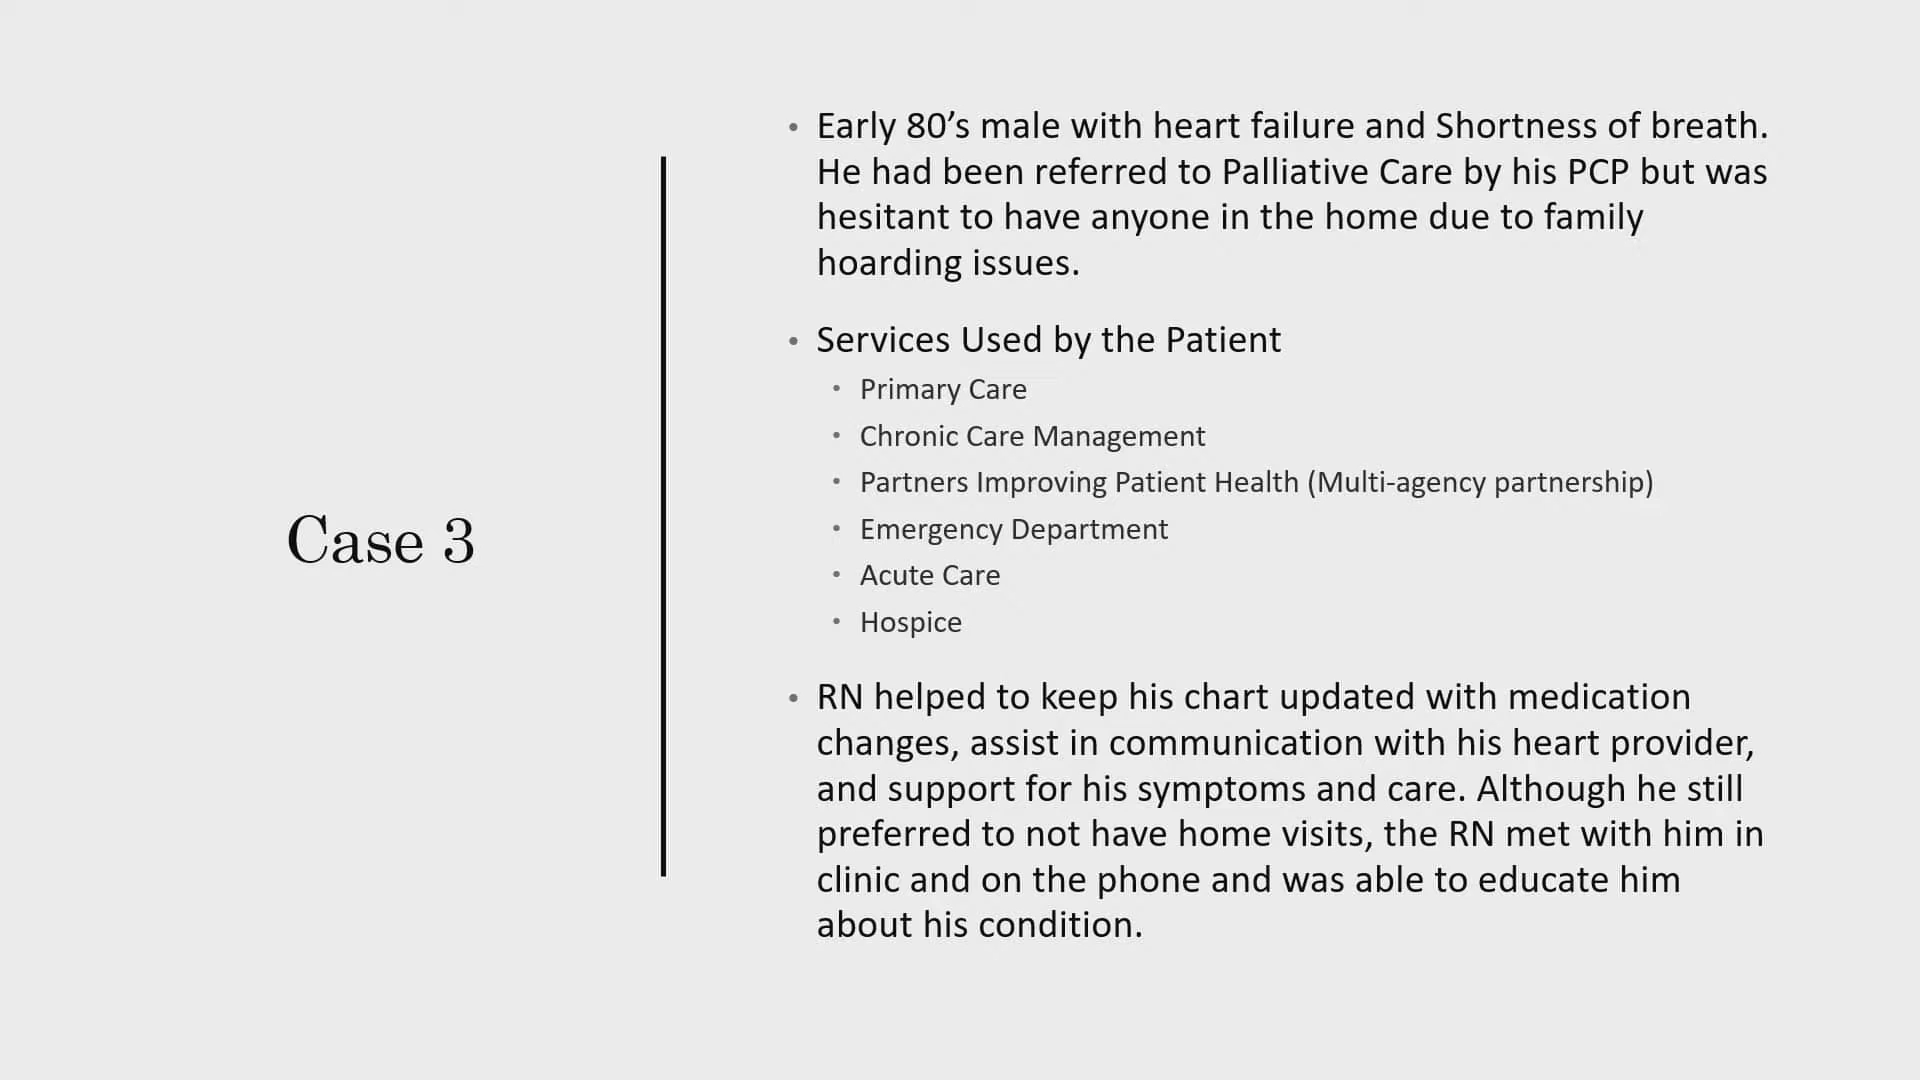 Case 3
• Early 80’s male with heart failure and Shortness of breath.
He had been referred to Palliative Care by his PCP but was
hesitant to have anyone in the home due to family
hoarding issues.
• Services Used by the Patient
• Primary Care
• Chronic Care Management
• Partners Improving Patient Health (Multi-agency partnership)
• Emergency Department
• Acute Care
• Hospice
• RN helped to keep his chart updated with medication
changes, assist in communication with his heart provider,
and support for his symptoms and care. Although he still
preferred to not have home visits, the RN met with him in
clinic and on the phone and was able to educate him
about his condition.